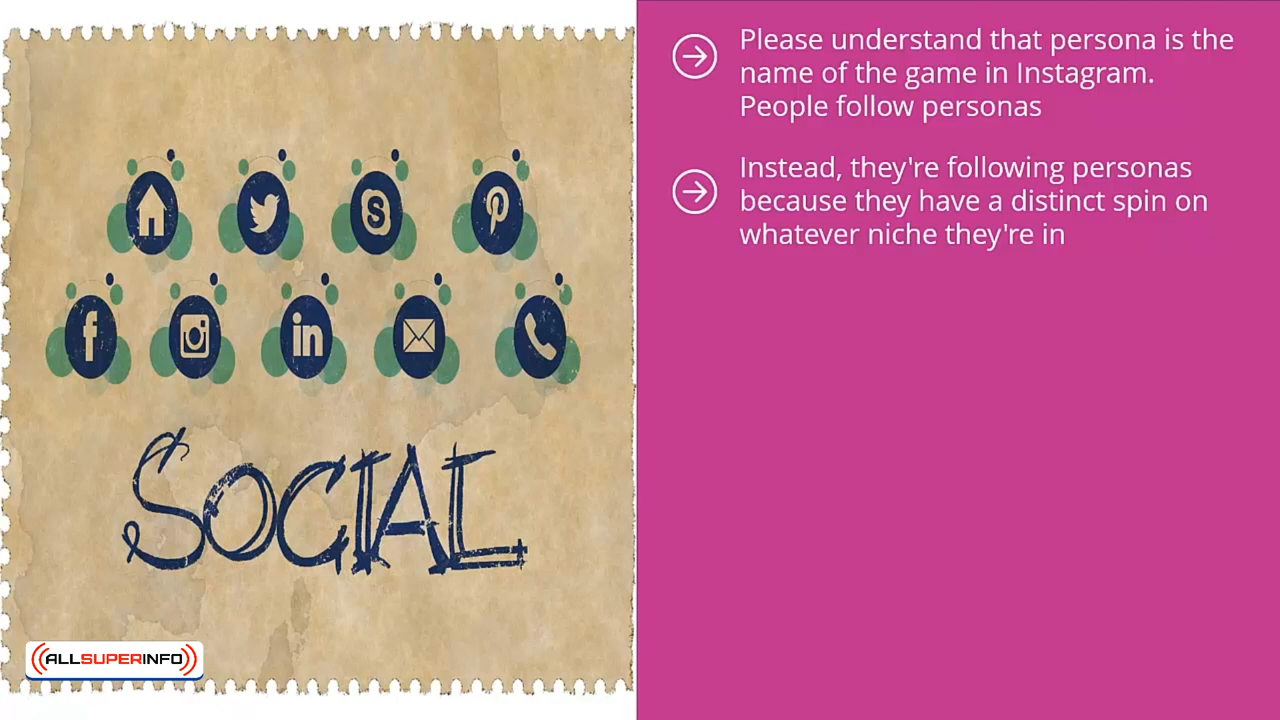 Please understand that persona is the
name of the game in Instagram.
People follow personas
Instead, they're following personas
because they have a distinct spin on
whatever niche they're in
SOCIAL
ALLSUPERINFO